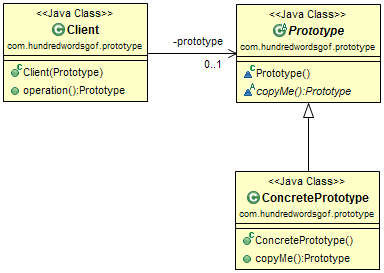 <<Java Class>>
Client
com.hundredwordsgof.prototype
Client(Prototype)
operation():Prototype
-prototype
0..1
<<Java Class>>
Prototype
com.hundredwordsgof.prototype
Prototype()
copyMe():Prototype
<<Java Class>>
ConcretePrototype
com.hundredwordsgof.prototype
ConcretePrototype()
copyMe():Prototype